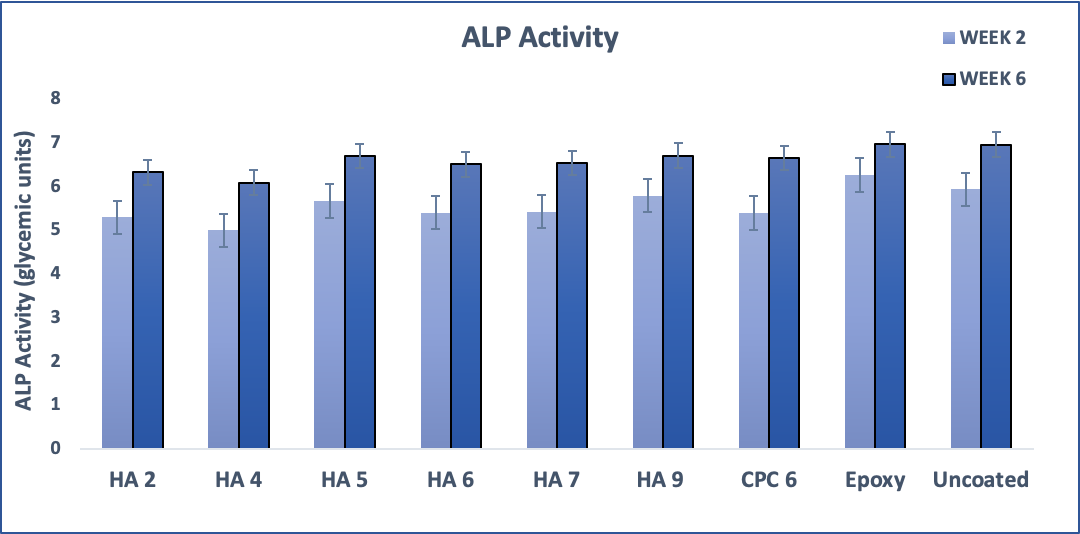 ALP Activity
WEEK 2
WEEK 6
ALP Activity (glycemic units)
8
7
6
5
4
3
2
1
0
HA 2 HA 4 HA 5 HA 6 HA 7 HA 9 CPC 6 Epoxy Uncoated